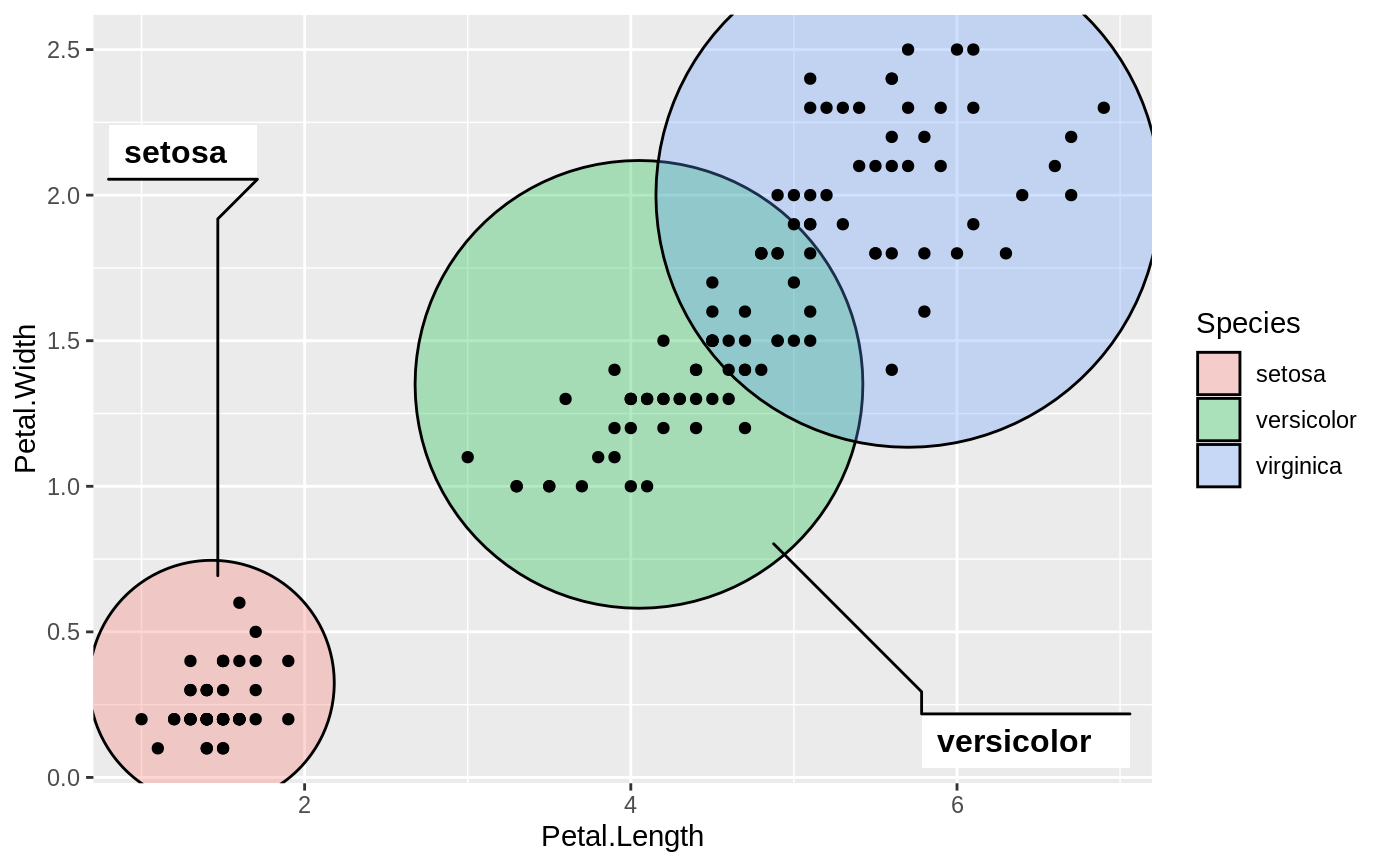 2.5
2.0
1.5
1.0
0.5
0.0
Petal.Width
setosa
versicolor
2
4
6
Petal.Length
Species
setosa
versicolor
virginica